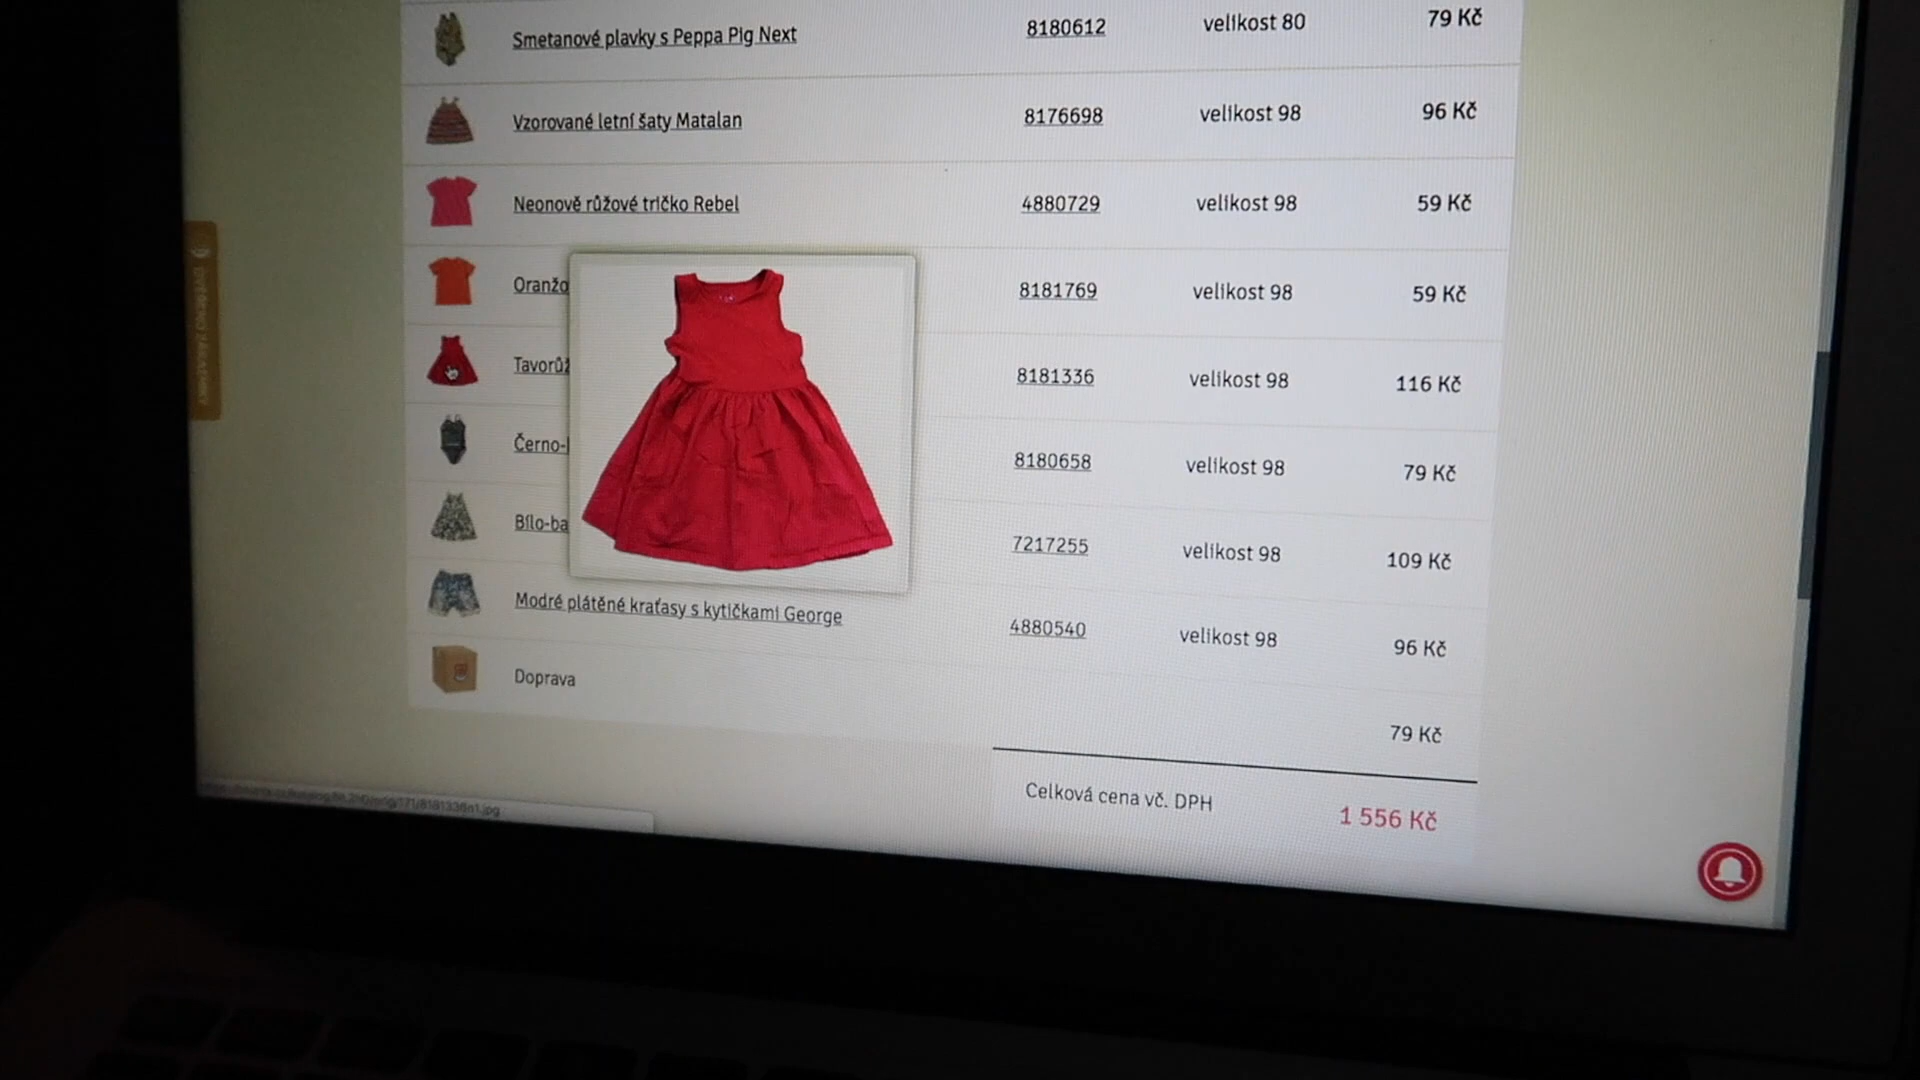 Smetanové plavky s Peppa Pig Next 8180612 velikost 80 79 Kč
Vzorované letní šaty Matalan 8176698 velikost 98 96 Kč
Neonově růžové tričko Rebel 4880729 velikost 98 59 Kč
Oranžo 8181769 velikost 98 59 Kč
Tavorůž 8181336 velikost 98 116 Kč
Černo- 8180658 velikost 98 79 Kč
Bílo-ba 7217255 velikost 98 109 Kč
Modré plátěné kraťasy s kytičkami George 4880540 velikost 98 96 Kč
Doprava 79 Kč
Celková cena vč. DPH 1 556 Kč